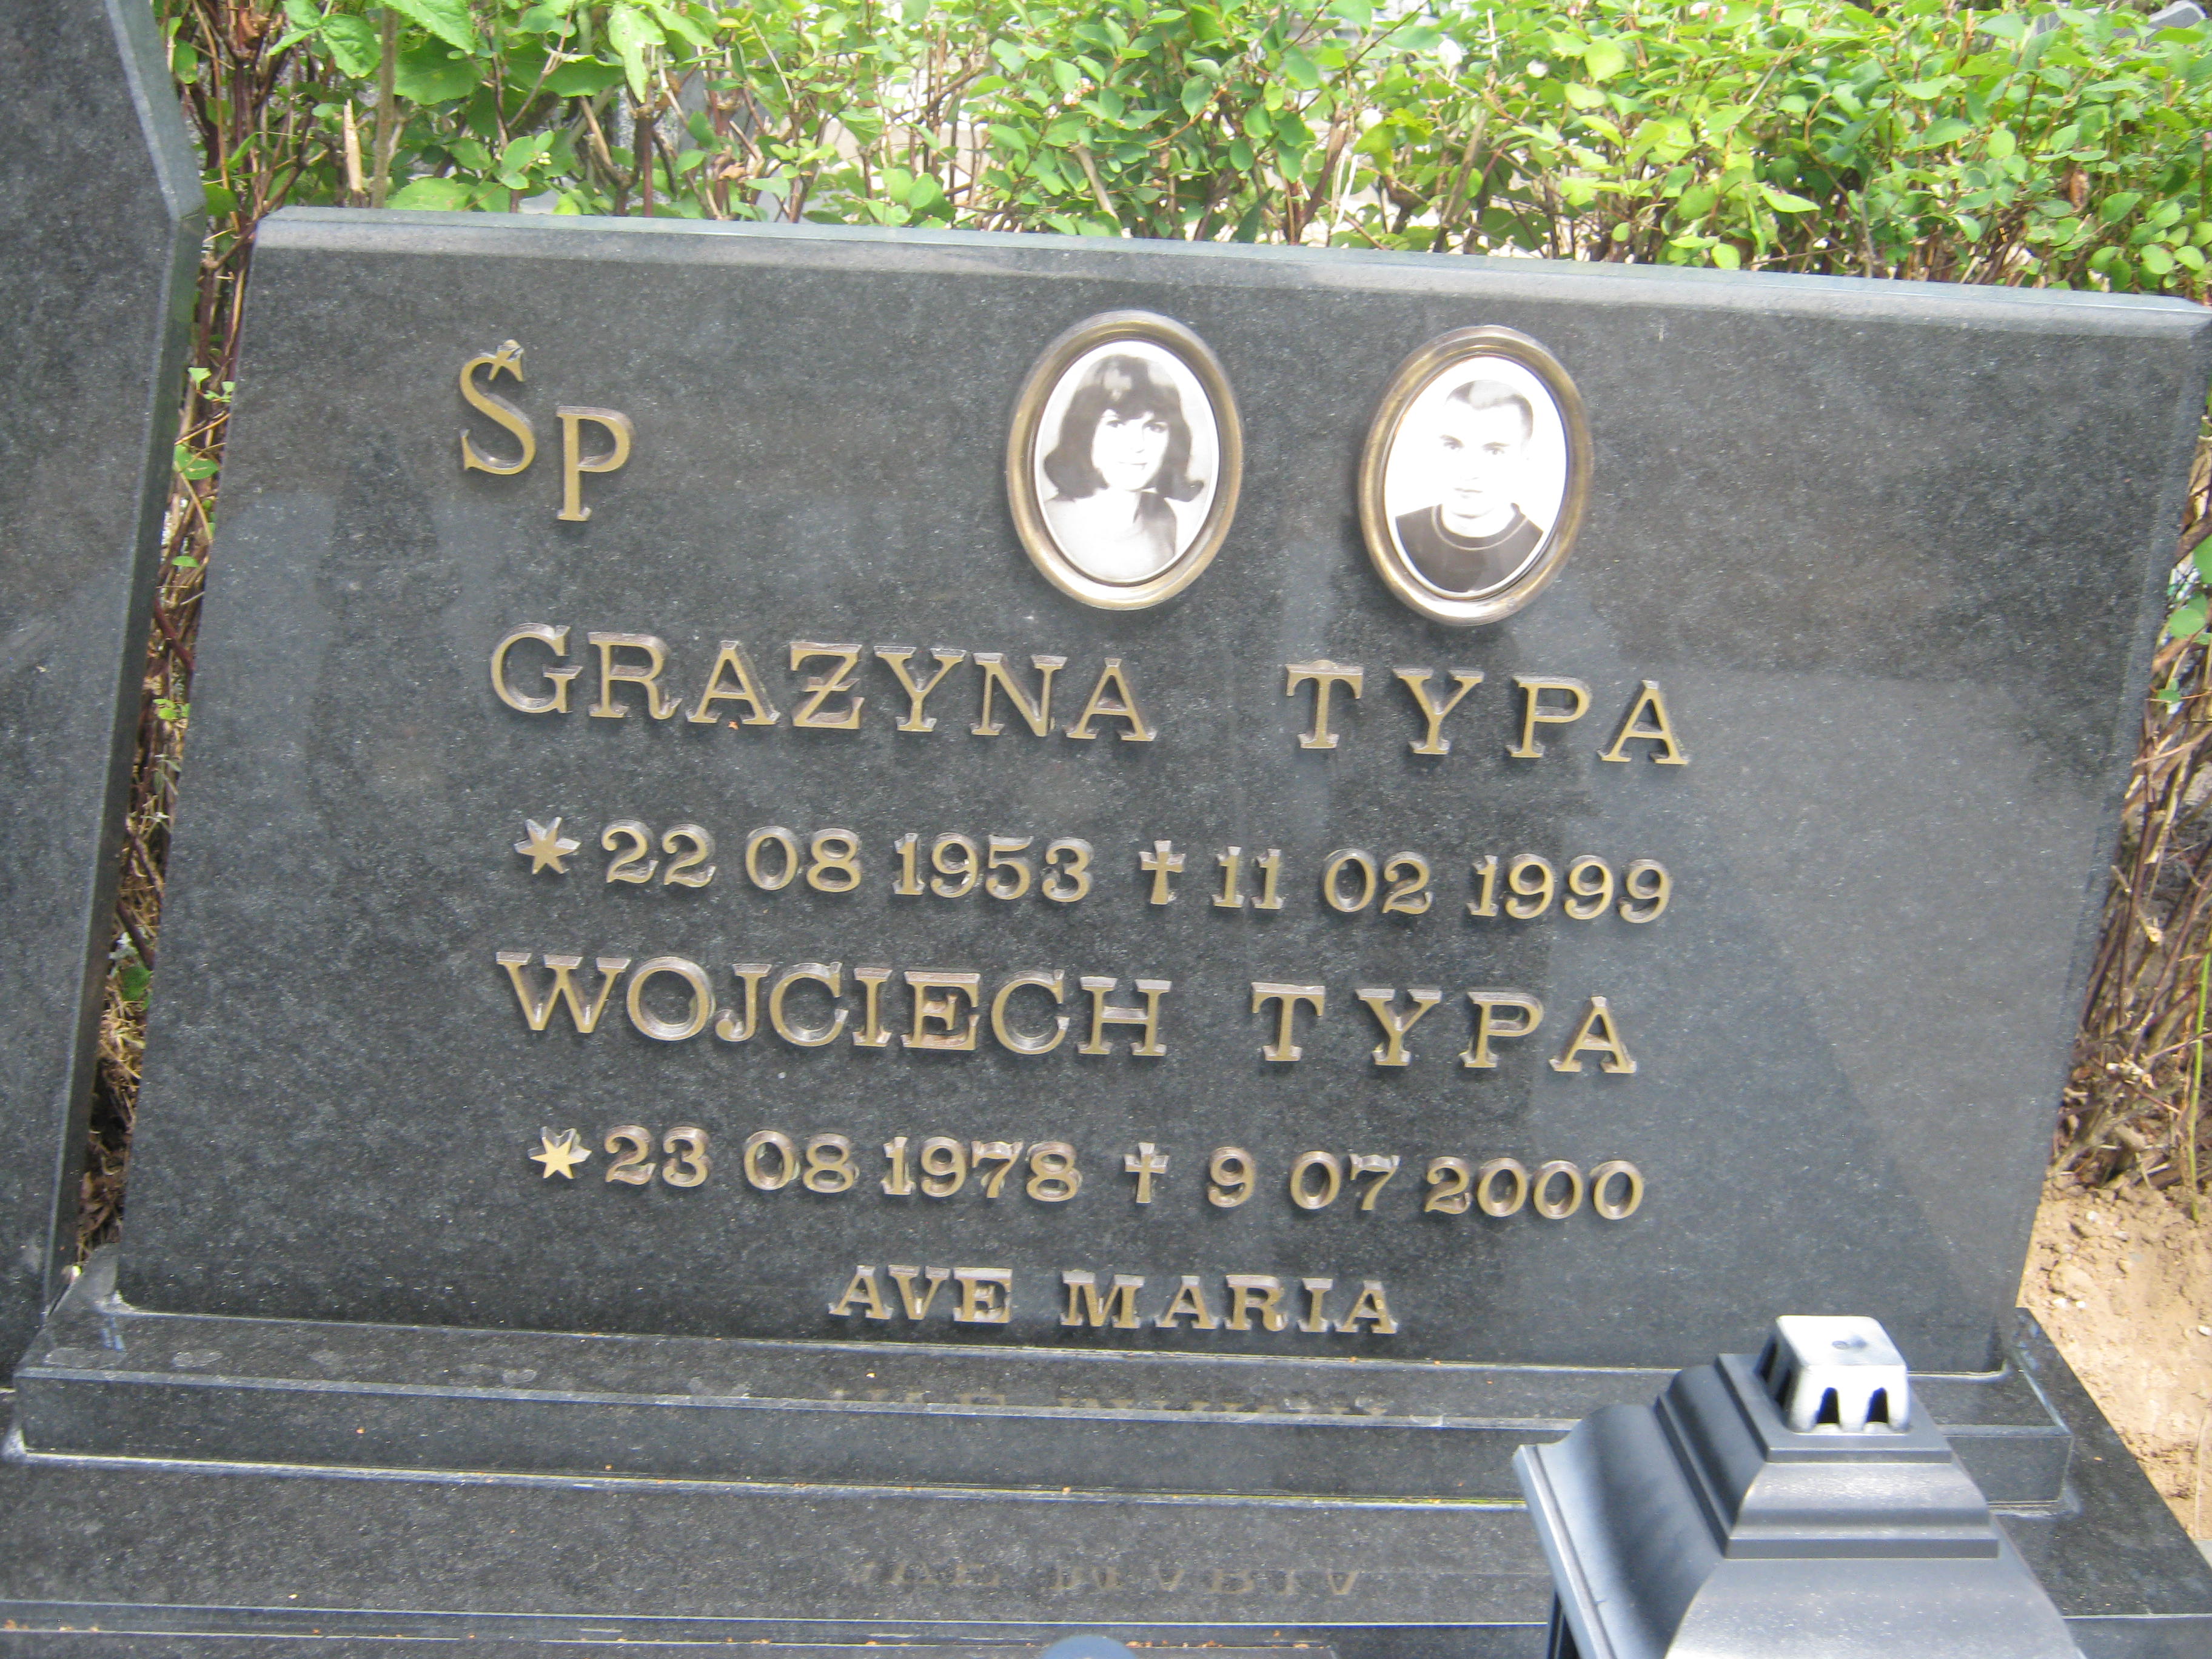 ŚP
GRAŻYNA TYPA
* 22 08 1953 † 11 02 1999
WOJCIECH TYPA
* 23 08 1978 † 9 07 2000
AVE MARIA